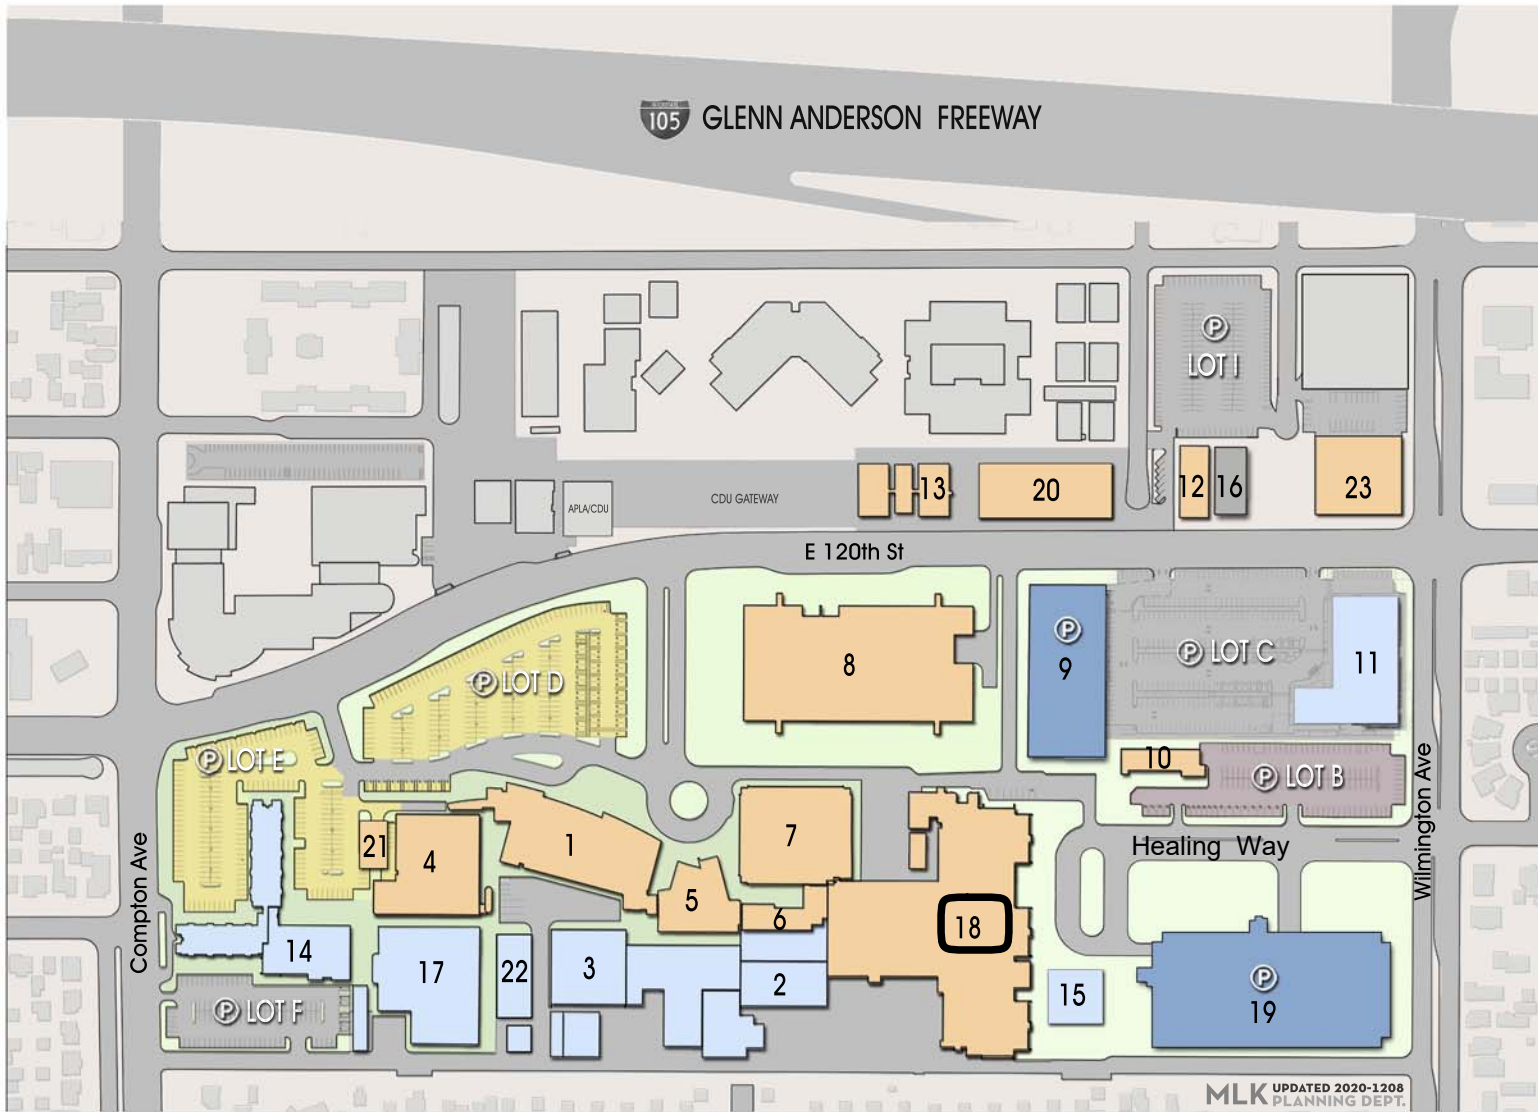 105 GLENN ANDERSON FREEWAY
P
LOT I
13
20
12
16
23
CDU GATEWAY
APLA/CDU
E 120th St
P LOT D
8
P
9
P LOT C
11
P LOT E
10
P LOT B
Wilmington Ave
Healing Way
21
4
1
7
5
6
18
Compton Ave
14
17
22
3
2
15
P
19
P LOT F
MLK UPDATED 2020-1208
PLANNING DEPT.